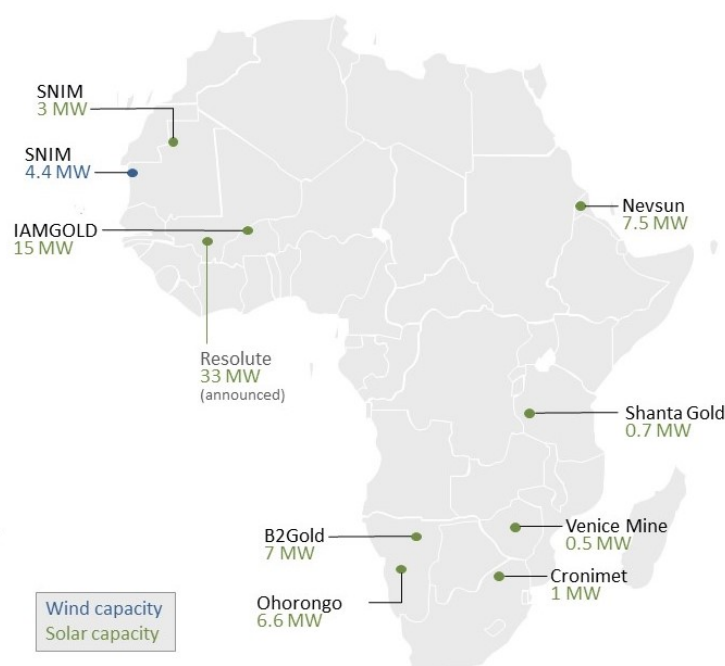 SNIM
3 MW
SNIM
4.4 MW
IAMGOLD
15 MW
Nevsun
7.5 MW
Resolute
33 MW
(announced)
Shanta Gold
0.7 MW
B2Gold
7 MW
Venice Mine
0.5 MW
Cronimet
1 MW
Ohorongo
6.6 MW
Wind capacity
Solar capacity